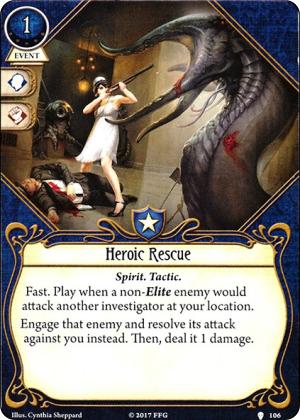 1
EVENT
Heroic Rescue
Spirit. Tactic.
Fast. Play when a non-Elite enemy would
attack another investigator at your location.
Engage that enemy and resolve its attack
against you instead. Then, deal it 1 damage.
Illus. Cynthia Sheppard
© 2017 FFG
106